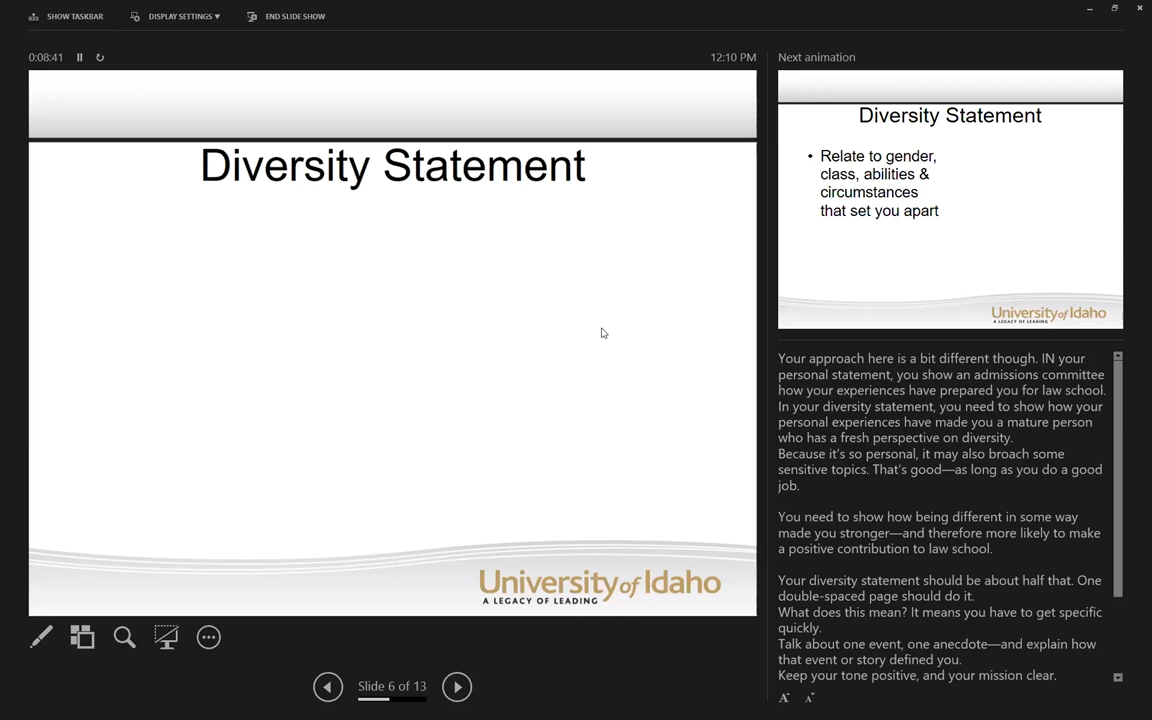 SHOW TASKBAR
DISPLAY SETTINGS ▾
END SLIDE SHOW
0:08:41
12:10 PM
Diversity Statement
University of Idaho
A LEGACY OF LEADING
Slide 6 of 13
Next animation
Diversity Statement
• Relate to gender,
class, abilities &
circumstances
that set you apart
University of Idaho
A LEGACY OF LEADING
Your approach here is a bit different though. IN your
personal statement, you show an admissions committee
how your experiences have prepared you for law school.
In your diversity statement, you need to show how your
personal experiences have made you a mature person
who has a fresh perspective on diversity.
Because it's so personal, it may also broach some
sensitive topics. That's good—as long as you do a good
job.
You need to show how being different in some way
made you stronger—and therefore more likely to make
a positive contribution to law school.
Your diversity statement should be about half that. One
double-spaced page should do it.
What does this mean? It means you have to get specific
quickly.
Talk about one event, one anecdote—and explain how
that event or story defined you.
Keep your tone positive, and your mission clear.
A A